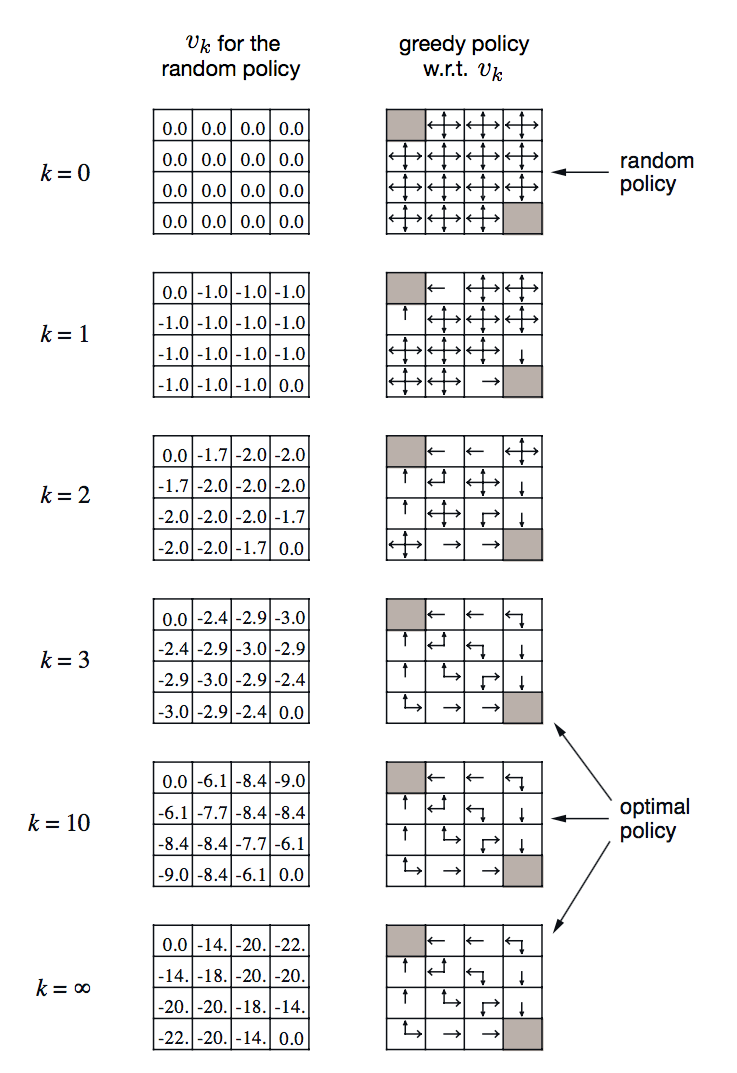 vk for the
random policy
greedy policy
w.r.t. vk
k = 0
0.0 0.0 0.0 0.0
0.0 0.0 0.0 0.0
0.0 0.0 0.0 0.0
0.0 0.0 0.0 0.0
random
policy
k = 1
0.0 -1.0 -1.0 -1.0
-1.0 -1.0 -1.0 -1.0
-1.0 -1.0 -1.0 -1.0
-1.0 -1.0 -1.0 0.0
k = 2
0.0 -1.7 -2.0 -2.0
-1.7 -2.0 -2.0 -2.0
-2.0 -2.0 -2.0 -1.7
-2.0 -2.0 -1.7 0.0
k = 3
0.0 -2.4 -2.9 -3.0
-2.4 -2.9 -3.0 -2.9
-2.9 -3.0 -2.9 -2.4
-3.0 -2.9 -2.4 0.0
k = 10
0.0 -6.1 -8.4 -9.0
-6.1 -7.7 -8.4 -8.4
-8.4 -8.4 -7.7 -6.1
-9.0 -8.4 -6.1 0.0
optimal
policy
k = ∞
0.0 -14. -20. -22.
-14. -18. -20. -20.
-20. -20. -18. -14.
-22. -20. -14. 0.0